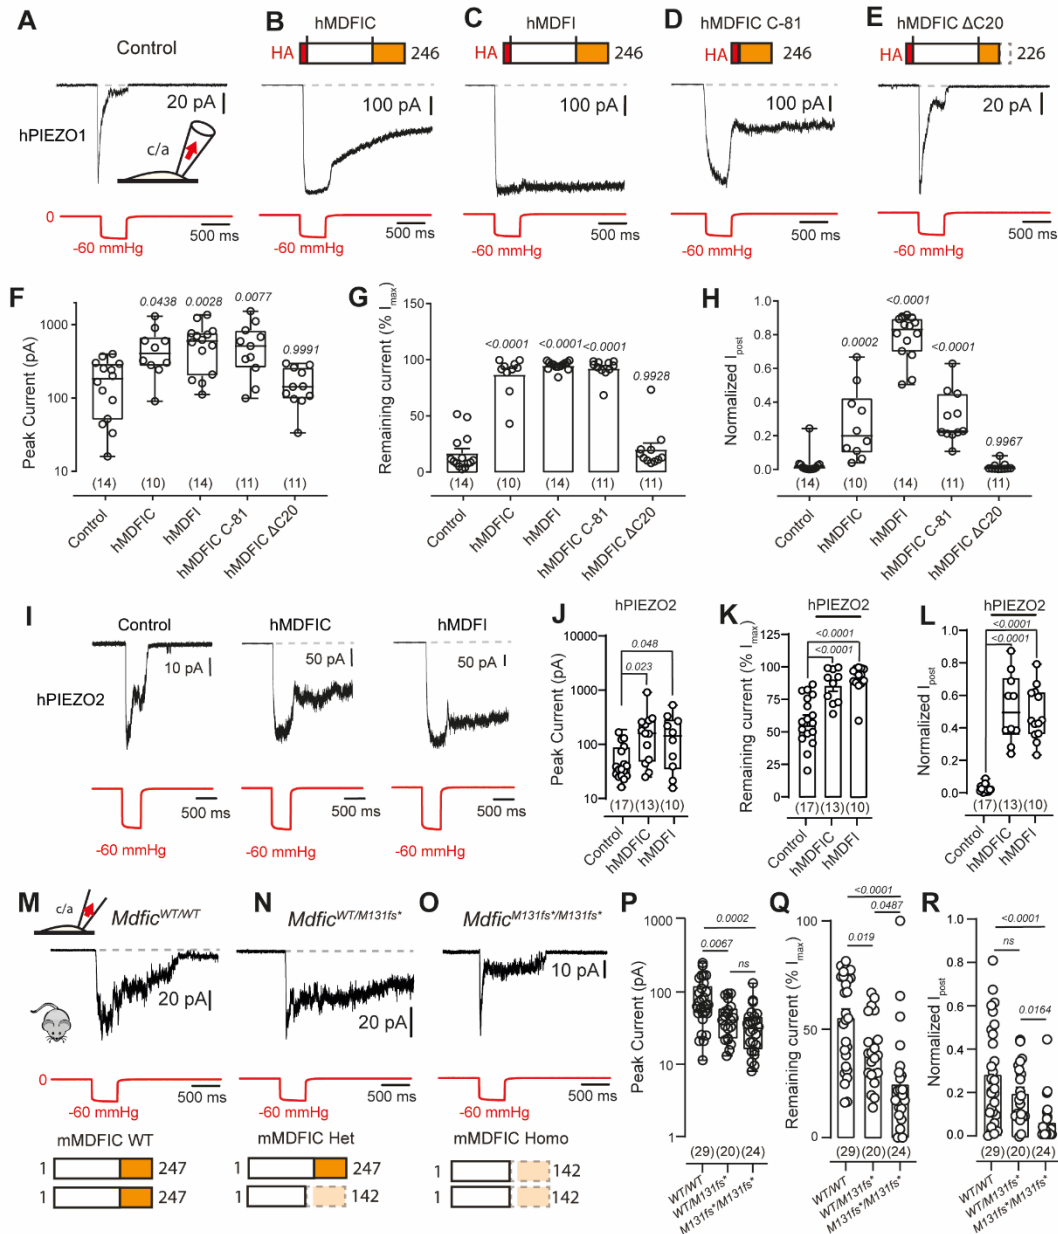 A
Control
20 pA
hPIEZO1
c/a
0
-60 mmHg
500 ms
B
hMDFIC
HA
246
100 pA
-60 mmHg
500 ms
C
hMDFI
HA
246
100 pA
-60 mmHg
500 ms
D
hMDFIC C-81
HA
246
100 pA
-60 mmHg
500 ms
E
hMDFIC ΔC20
HA
226
20 pA
-60 mmHg
500 ms
F
Peak Current (pA)
1000
100
10
0.0438
0.0028
0.0077
0.9991
(14)
(10)
(14)
(11)
(11)
Control
hMDFIC
hMDFI
hMDFIC C-81
hMDFIC ΔC20
G
Remaining current (% Imax)
150
100
50
0
<0.0001
<0.0001
<0.0001
0.9928
(14)
(10)
(14)
(11)
(11)
Control
hMDFIC
hMDFI
hMDFIC C-81
hMDFIC ΔC20
H
Normalized Ipost
1.0
0.8
0.6
0.4
0.2
0.0
0.0002
<0.0001
<0.0001
0.9967
(14)
(10)
(14)
(11)
(11)
Control
hMDFIC
hMDFI
hMDFIC C-81
hMDFIC ΔC20
I
Control
hMDFIC
hMDFI
10 pA
50 pA
50 pA
hPIEZO2
500 ms
500 ms
500 ms
-60 mmHg
-60 mmHg
-60 mmHg
J
hPIEZO2
Peak Current (pA)
10000
1000
100
10
0.048
0.023
(17)
(13)
(10)
Control
hMDFIC
hMDFI
K
hPIEZO2
Remaining current (% Imax)
125
100
75
50
25
0
<0.0001
<0.0001
(17)
(13)
(10)
Control
hMDFIC
hMDFI
L
hPIEZO2
Normalized Ipost
1.0
0.8
0.6
0.4
0.2
0.0
<0.0001
<0.0001
(17)
(13)
(10)
Control
hMDFIC
hMDFI
M
c/a
Mdfic WT/WT
20 pA
0
-60 mmHg
500 ms
mMDFIC WT
1
247
1
247
N
Mdfic WT/M131fs*
20 pA
-60 mmHg
500 ms
mMDFIC Het
1
247
1
142
O
Mdfic M131fs*/M131fs*
10 pA
-60 mmHg
500 ms
mMDFIC Homo
1
142
1
142
P
Peak Current (pA)
1000
100
10
1
0.0002
0.0067
ns
(29)
(20)
(24)
WT/WT
WT/M131fs*
M131fs*/M131fs*
Q
Remaining current (% Imax)
100
50
0
<0.0001
0.0487
0.019
(29)
(20)
(24)
WT/WT
WT/M131fs*
M131fs*/M131fs*
R
Normalized Ipost
1.0
0.8
0.6
0.4
0.2
0.0
<0.0001
ns
0.0164
(29)
(20)
(24)
WT/WT
WT/M131fs*
M131fs*/M131fs*